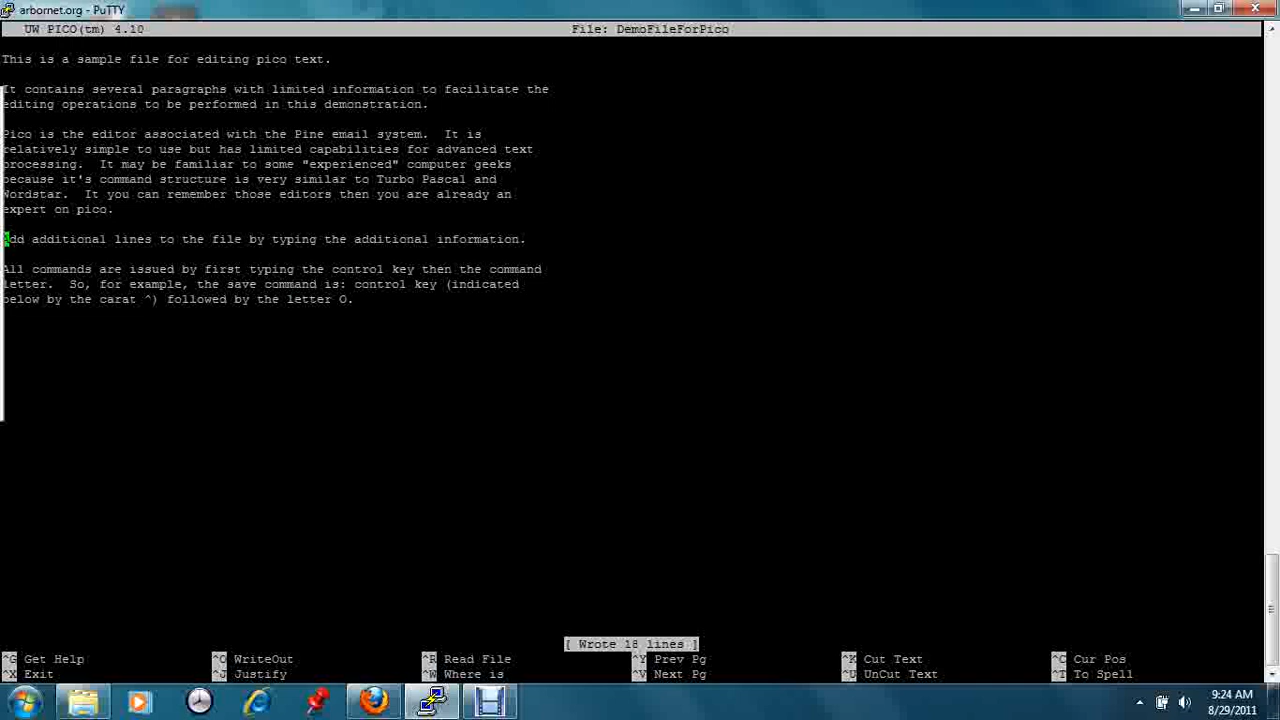 arbornet.org - PuTTY
UW PICO(tm) 4.10 File: DemoFileForPico
This is a sample file for editing pico text.
It contains several paragraphs with limited information to facilitate the
editing operations to be performed in this demonstration.
Pico is the editor associated with the Pine email system. It is
relatively simple to use but has limited capabilities for advanced text
processing. It may be familiar to some "experienced" computer geeks
because it's command structure is very similar to Turbo Pascal and
Wordstar. It you can remember those editors then you are already an
expert on pico.
Add additional lines to the file by typing the additional information.
All commands are issued by first typing the control key then the command
letter. So, for example, the save command is: control key (indicated
below by the carat ^) followed by the letter O.
[ Wrote 18 lines ]
^G Get Help ^O WriteOut ^R Read File ^Y Prev Pg ^K Cut Text ^C Cur Pos
^X Exit ^J Justify ^W Where is ^V Next Pg ^U UnCut Text ^T To Spell
9:24 AM
8/29/2011